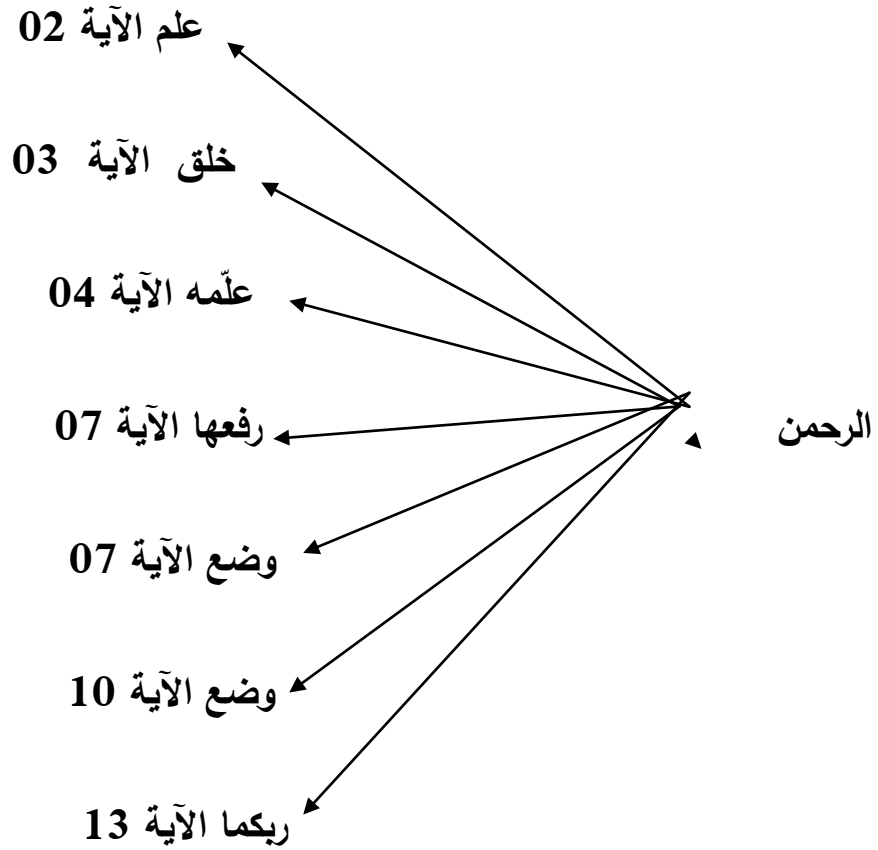 علم الآية 02
خلق الآية 03
علّمه الآية 04
الرحمن
رفعها الآية 07
وضع الآية 07
وضع الآية 10
ربكما الآية 13